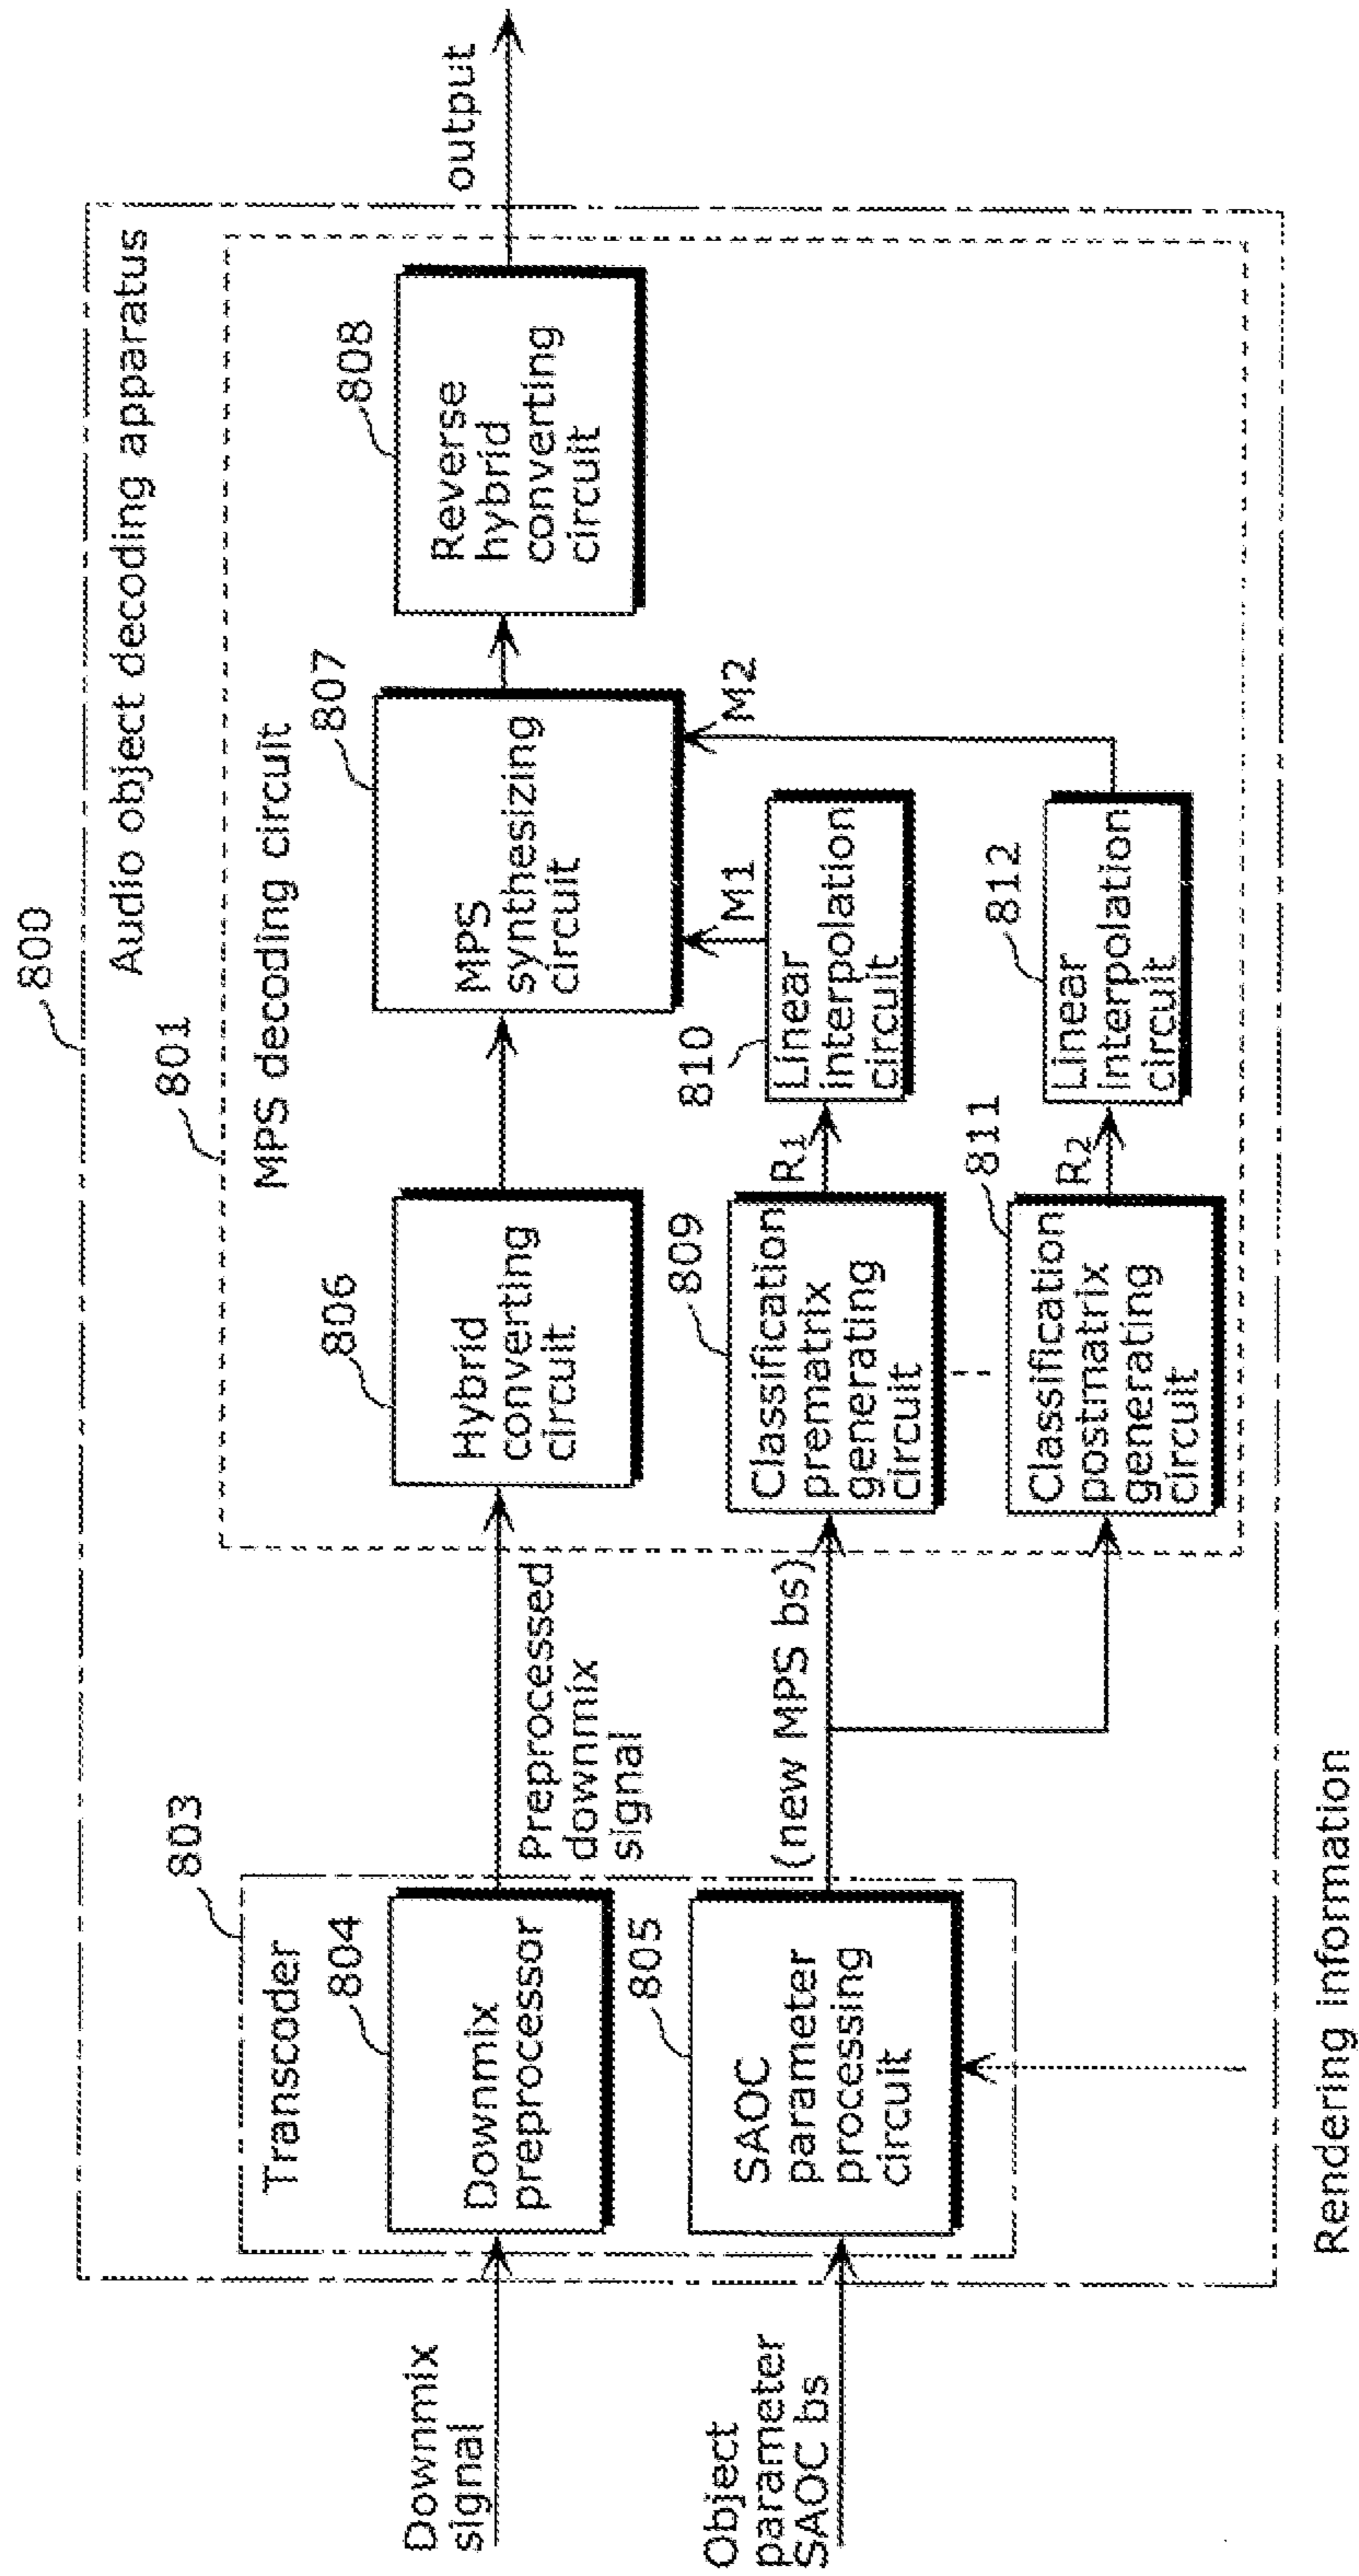 800
Audio object decoding apparatus
801
MPS decoding circuit
803
Transcoder
804
Downmix
preprocessor
Downmix
signal
Preprocessed
downmix
signal
806
Hybrid
converting
circuit
807
MPS
synthesizing
circuit
808
Reverse
hybrid
converting
circuit
output
805
SAOC
parameter
processing
circuit
Object
parameter
SAOC bs
(new MPS bs)
809
Classification
prematrix
generating
circuit
R1
810
Linear
interpolation
circuit
M1
M2
811
Classification
postmatrix
generating
circuit
R2
812
Linear
interpolation
circuit
Rendering information